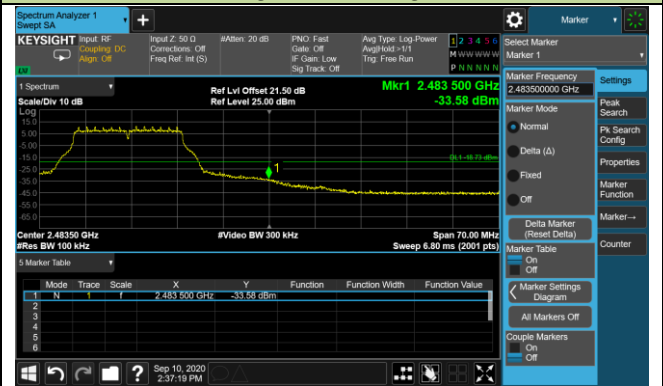 Spectrum Analyzer 1
Swept SA
Marker
KEYSIGHT
Input: RF
Coupling: DC
Align: Off
Input Z: 50 Ω
Corrections: Off
Freq Ref: Int (S)
#Atten: 20 dB
PNO: Fast
Gate: Off
IF Gain: Low
Sig Track: Off
Avg Type: Log-Power
Avg|Hold:>1/1
Trig: Free Run
1 2 3 4 5 6
M W W W W W
P N N N N N
LXI
Select Marker
Marker 1
1 Spectrum
Scale/Div 10 dB
Ref Lvl Offset 21.50 dB
Ref Level 25.00 dBm
Mkr1 2.483 500 GHz
-33.58 dBm
Log
15.0
5.00
-5.00
-15.0
-25.0
-35.0
-45.0
-55.0
-65.0
1
Center 2.48350 GHz
#Res BW 100 kHz
#Video BW 300 kHz
Span 70.00 MHz
Sweep 6.80 ms (2001 pts)
5 Marker Table
Mode Trace Scale X Y Function Function Width Function Value
1 N 1 f 2.483 500 GHz -33.58 dBm
2
3
4
5
6
Marker Frequency
2.483500000 GHz
Marker Mode
Normal
Delta (Δ)
Fixed
Off
Delta Marker
(Reset Delta)
Marker Table
On
Off
Marker Settings
Diagram
All Markers Off
Couple Markers
On
Off
Settings
Peak
Search
Pk Search
Config
Properties
Marker
Function
Marker→
Counter
?
Sep 10, 2020
2:37:19 PM